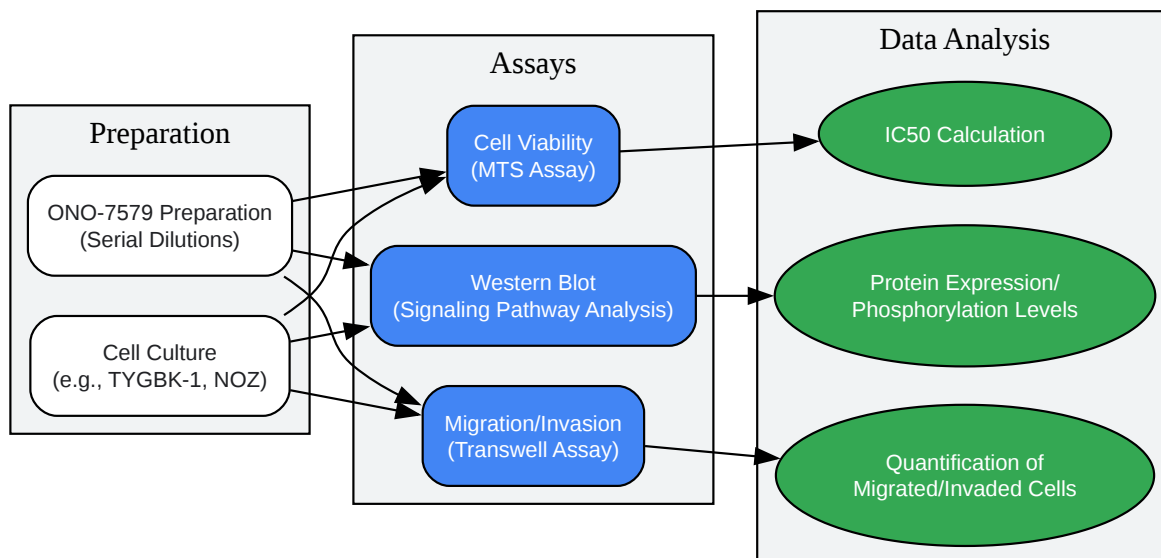 Preparation
ONO-7579 Preparation
(Serial Dilutions)
Cell Culture
(e.g., TYGBK-1, NOZ)
Assays
Cell Viability
(MTS Assay)
Western Blot
(Signaling Pathway Analysis)
Migration/Invasion
(Transwell Assay)
Data Analysis
IC50 Calculation
Protein Expression/
Phosphorylation Levels
Quantification of
Migrated/Invaded Cells